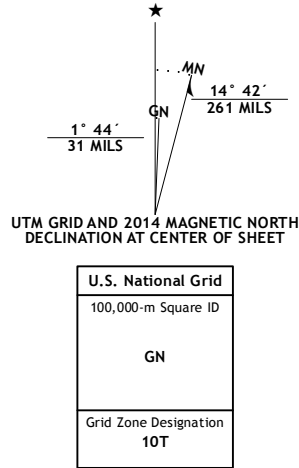 ★
MN
GN
14° 42´
261 MILS
1° 44´
31 MILS
UTM GRID AND 2014 MAGNETIC NORTH
DECLINATION AT CENTER OF SHEET
U.S. National Grid
100,000-m Square ID
GN
Grid Zone Designation
10T